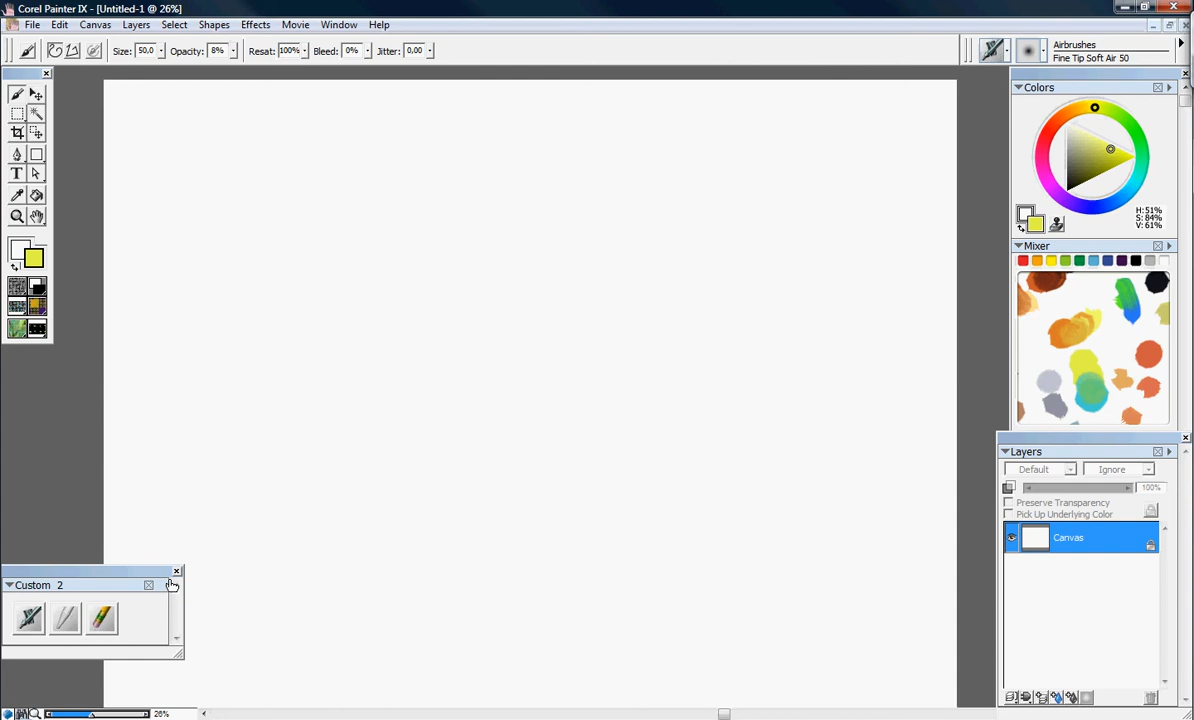 Corel Painter IX - [Untitled-1 @ 26%]
File Edit Canvas Layers Select Shapes Effects Movie Window Help
Size: 50,0 Opacity: 8% Resat: 100% Bleed: 0% Jitter: 0,00
Airbrushes
Fine Tip Soft Air 50
Colors
H: 51%
S: 84%
V: 61%
Mixer
Layers
Default Ignore
100%
Preserve Transparency
Pick Up Underlying Color
Canvas
Custom 2
26%